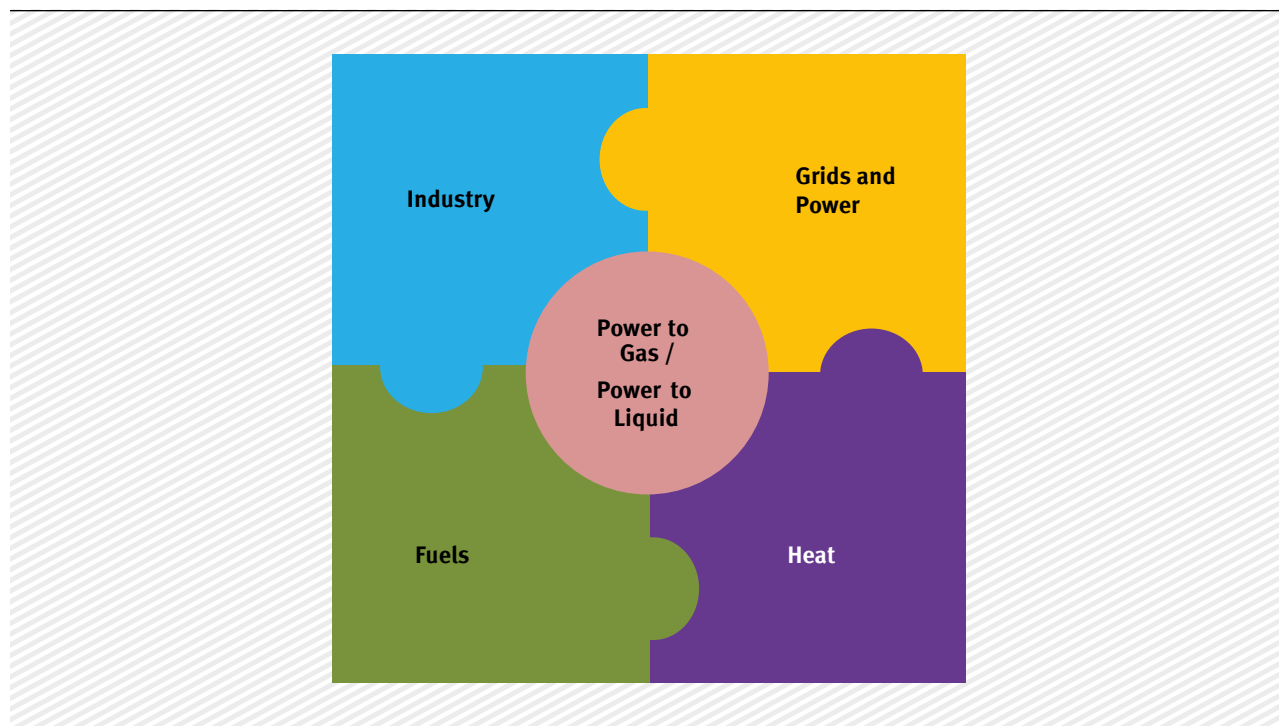 Industry
Grids and
Power
Power to
Gas /
Power to
Liquid
Fuels
Heat